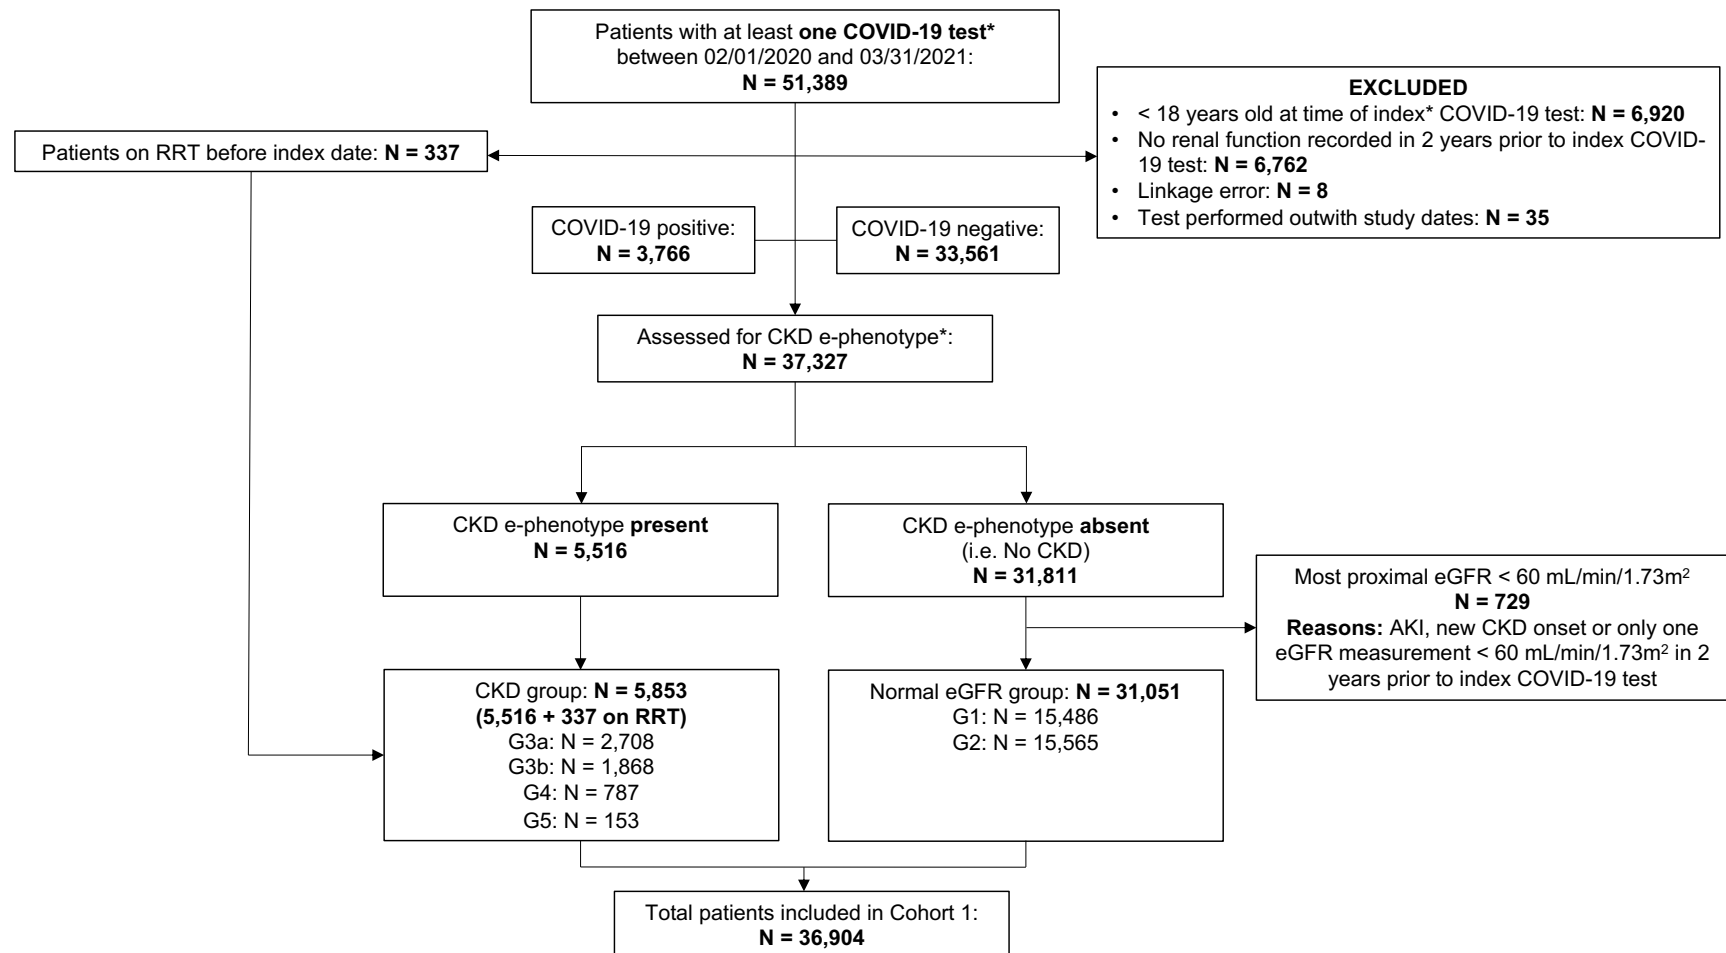 Patients with at least one COVID-19 test*
between 02/01/2020 and 03/31/2021:
N = 51,389
EXCLUDED
• < 18 years old at time of index* COVID-19 test: N = 6,920
• No renal function recorded in 2 years prior to index COVID-
19 test: N = 6,762
• Linkage error: N = 8
• Test performed outwith study dates: N = 35
Patients on RRT before index date: N = 337
COVID-19 positive:
N = 3,766
COVID-19 negative:
N = 33,561
Assessed for CKD e-phenotype*:
N = 37,327
CKD e-phenotype present
N = 5,516
CKD e-phenotype absent
(i.e. No CKD)
N = 31,811
Most proximal eGFR < 60 mL/min/1.73m²
N = 729
Reasons: AKI, new CKD onset or only one
eGFR measurement < 60 mL/min/1.73m² in 2
years prior to index COVID-19 test
CKD group: N = 5,853
(5,516 + 337 on RRT)
G3a: N = 2,708
G3b: N = 1,868
G4: N = 787
G5: N = 153
Normal eGFR group: N = 31,051
G1: N = 15,486
G2: N = 15,565
Total patients included in Cohort 1:
N = 36,904